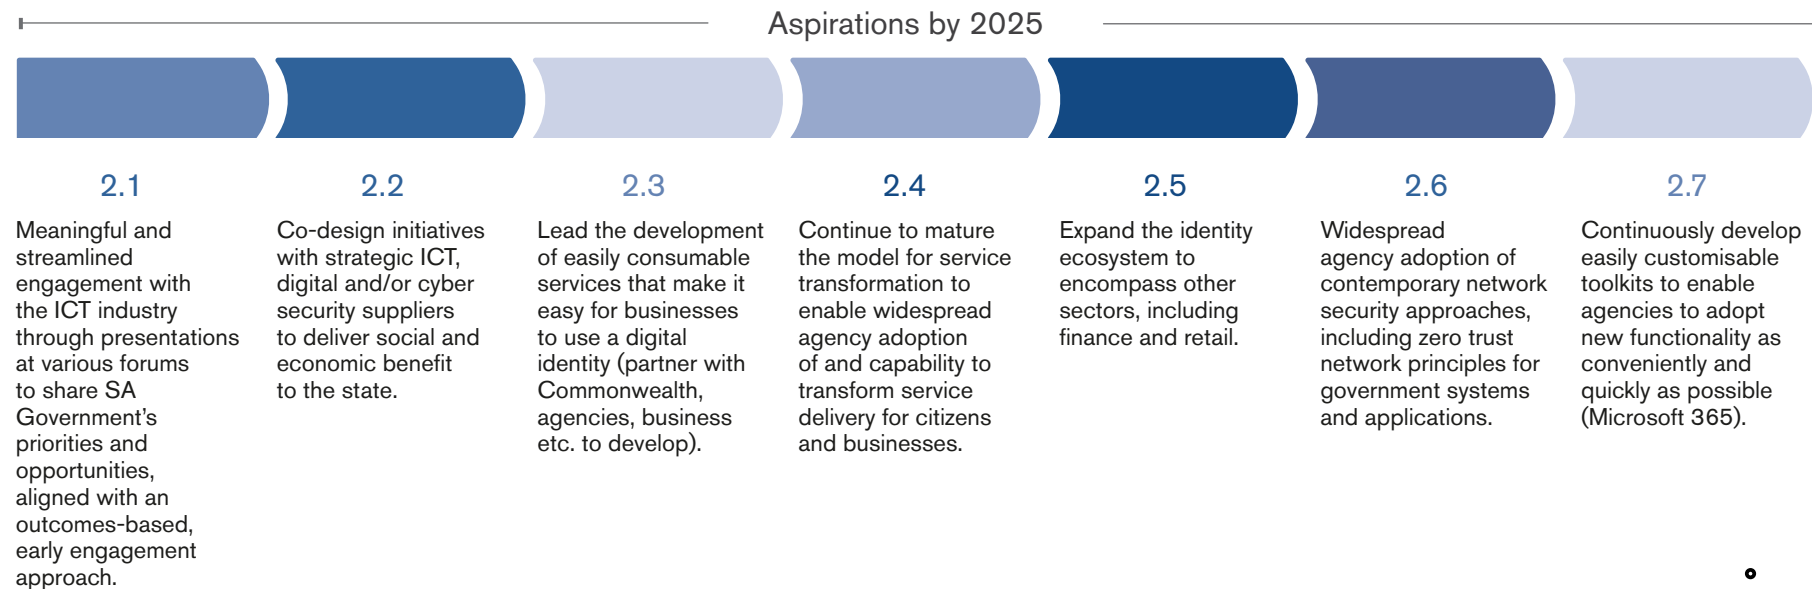 Aspirations by 2025
2.1
Meaningful and
streamlined
engagement with
the ICT industry
through presentations
at various forums
to share SA
Government’s
priorities and
opportunities,
aligned with an
outcomes-based,
early engagement
approach.
2.2
Co-design initiatives
with strategic ICT,
digital and/or cyber
security suppliers
to deliver social and
economic benefit
to the state.
2.3
Lead the development
of easily consumable
services that make it
easy for businesses
to use a digital
identity (partner with
Commonwealth,
agencies, business
etc. to develop).
2.4
Continue to mature
the model for service
transformation to
enable widespread
agency adoption
of and capability to
transform service
delivery for citizens
and businesses.
2.5
Expand the identity
ecosystem to
encompass other
sectors, including
finance and retail.
2.6
Widespread
agency adoption of
contemporary network
security approaches,
including zero trust
network principles for
government systems
and applications.
2.7
Continuously develop
easily customisable
toolkits to enable
agencies to adopt
new functionality as
conveniently and
quickly as possible
(Microsoft 365).